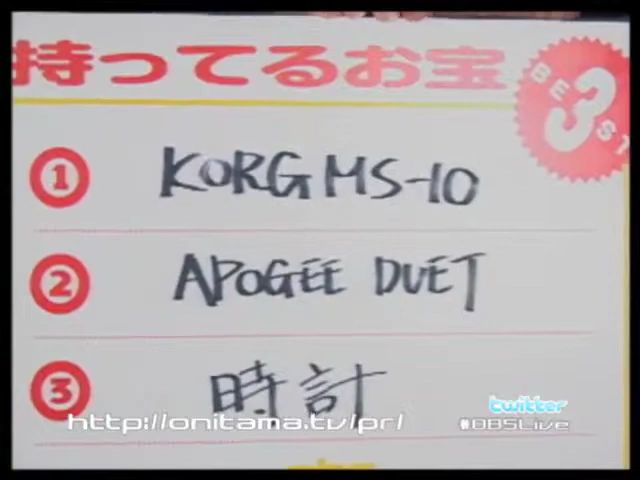 持ってるお宝
BEST 3
① KORG MS-10
② APOGEE DUET
③ 時計
http://onitama.tv/pr/
twitter
#OBSLive